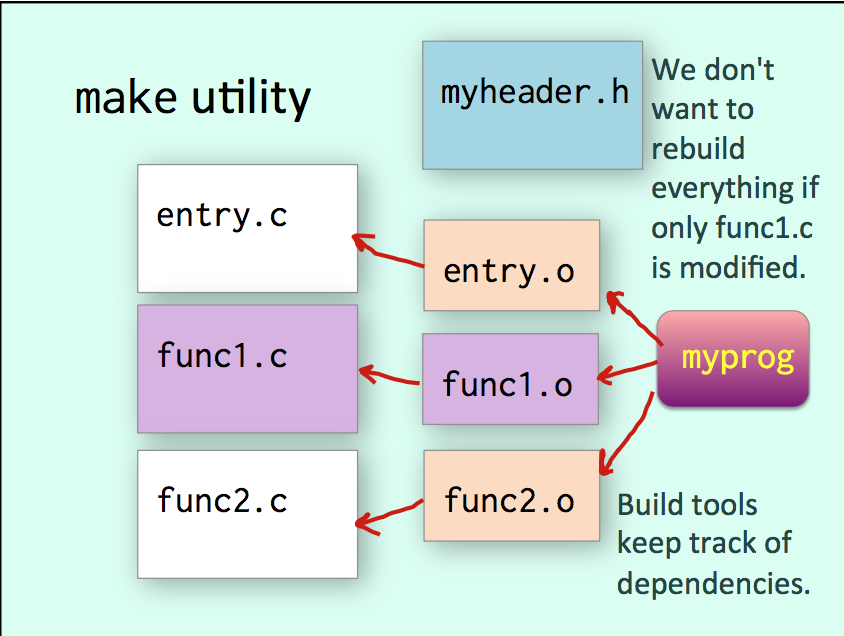 make utility
myheader.h
We don't
want to
rebuild
everything if
only func1.c
is modified.
entry.c
entry.o
func1.c
func1.o
myprog
func2.c
func2.o
Build tools
keep track of
dependencies.